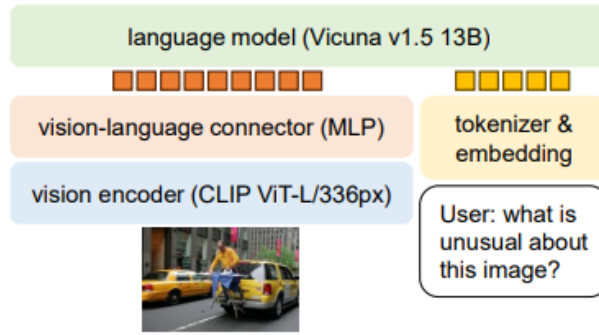 language model (Vicuna v1.5 13B)
vision-language connector (MLP)
tokenizer &
embedding
vision encoder (CLIP ViT-L/336px)
User: what is
unusual about
this image?